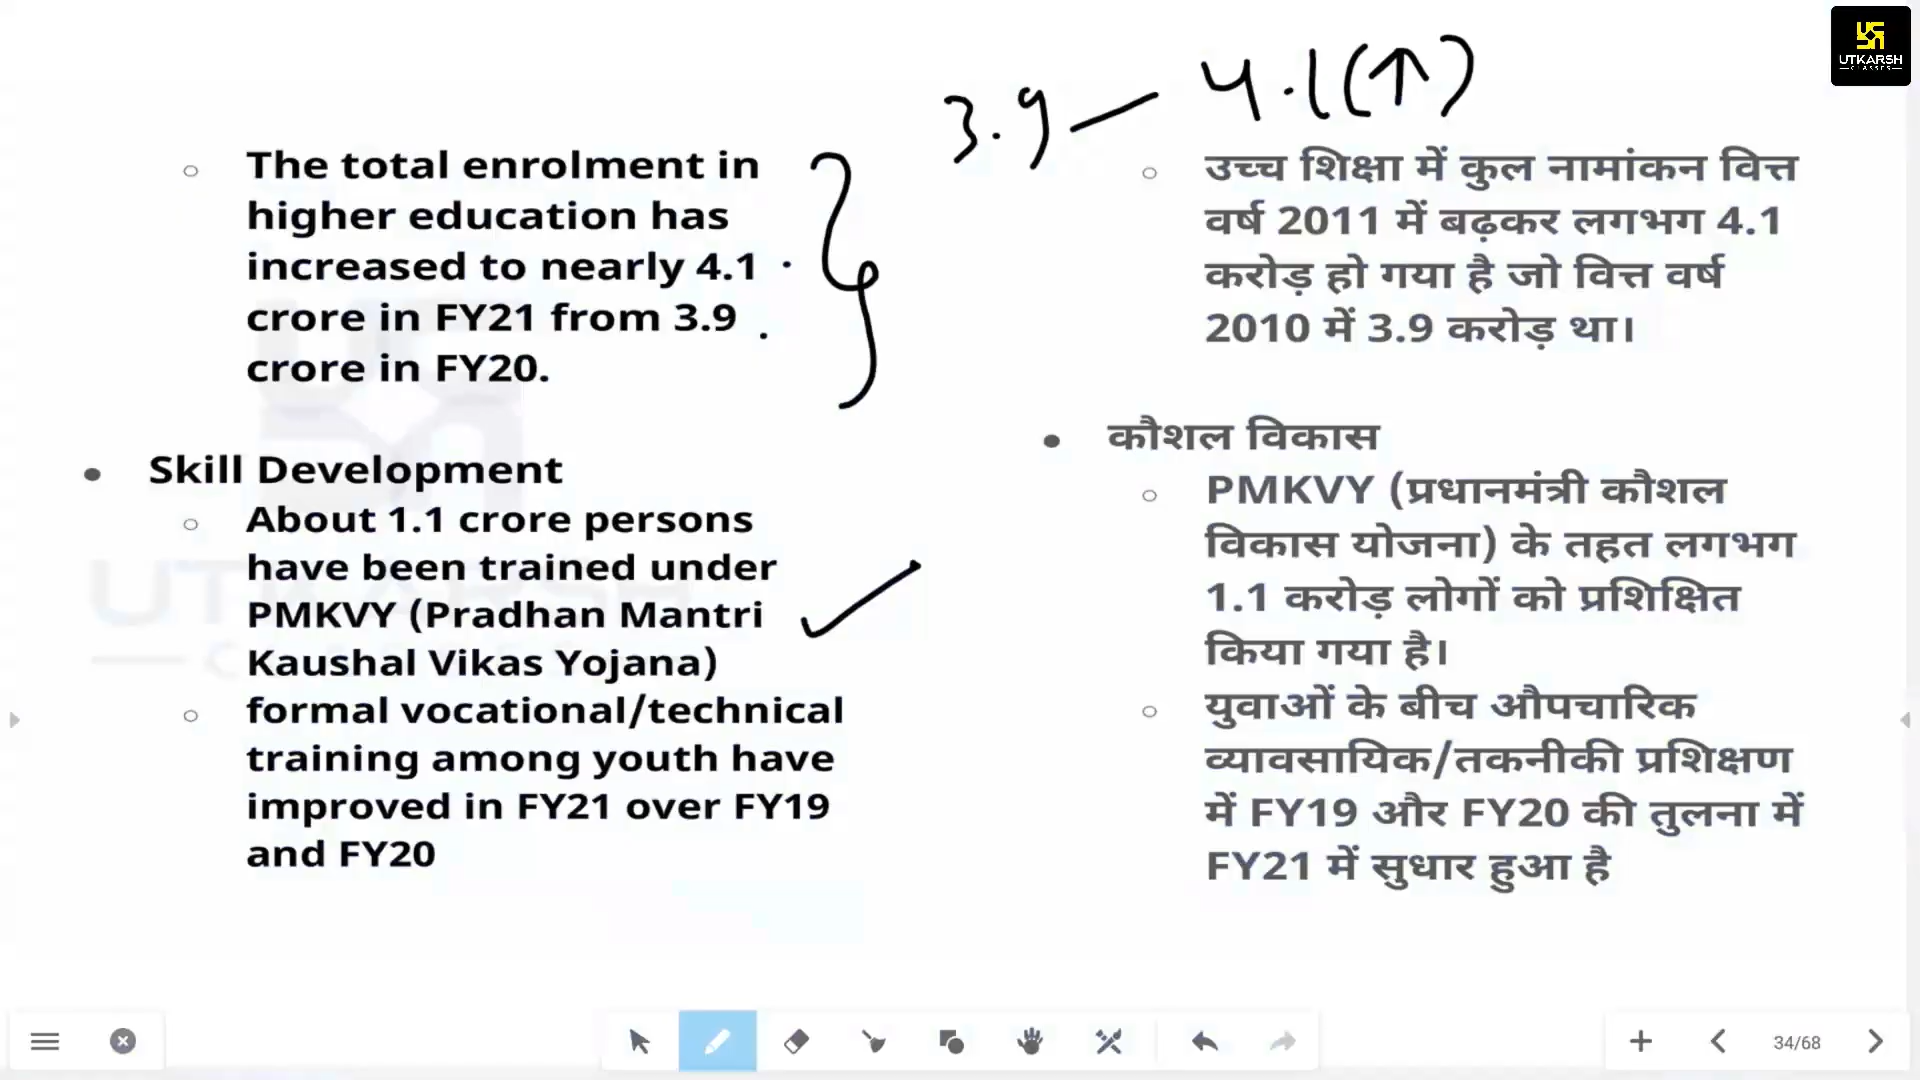 UTKARSH
CLASSES
3.9 — 4.1 (↑)
○ The total enrolment in
higher education has
increased to nearly 4.1
crore in FY21 from 3.9
crore in FY20.
• Skill Development
○ About 1.1 crore persons
have been trained under
PMKVY (Pradhan Mantri
Kaushal Vikas Yojana)
○ formal vocational/technical
training among youth have
improved in FY21 over FY19
and FY20
○ उच्च शिक्षा में कुल नामांकन वित्त
वर्ष 2011 में बढ़कर लगभग 4.1
करोड़ हो गया है जो वित्त वर्ष
2010 में 3.9 करोड़ था।
• कौशल विकास
○ PMKVY (प्रधानमंत्री कौशल
विकास योजना) के तहत लगभग
1.1 करोड़ लोगों को प्रशिक्षित
किया गया है।
○ युवाओं के बीच औपचारिक
व्यावसायिक/तकनीकी प्रशिक्षण
में FY19 और FY20 की तुलना में
FY21 में सुधार हुआ है
UTKARSH
CLASSES
34/68